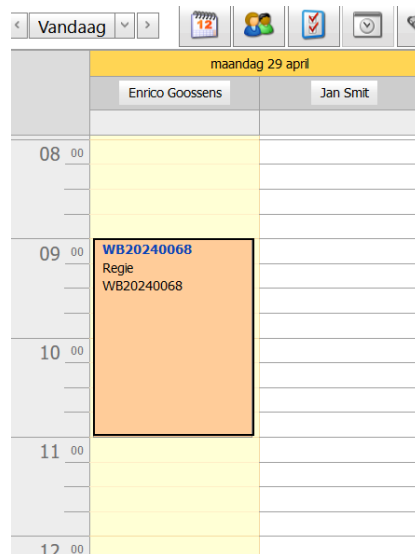 Vandaag
12
maandag 29 april
Enrico Goossens
Jan Smit
08 00
09 00
WB20240068
Regie
WB20240068
10 00
11 00
12 00